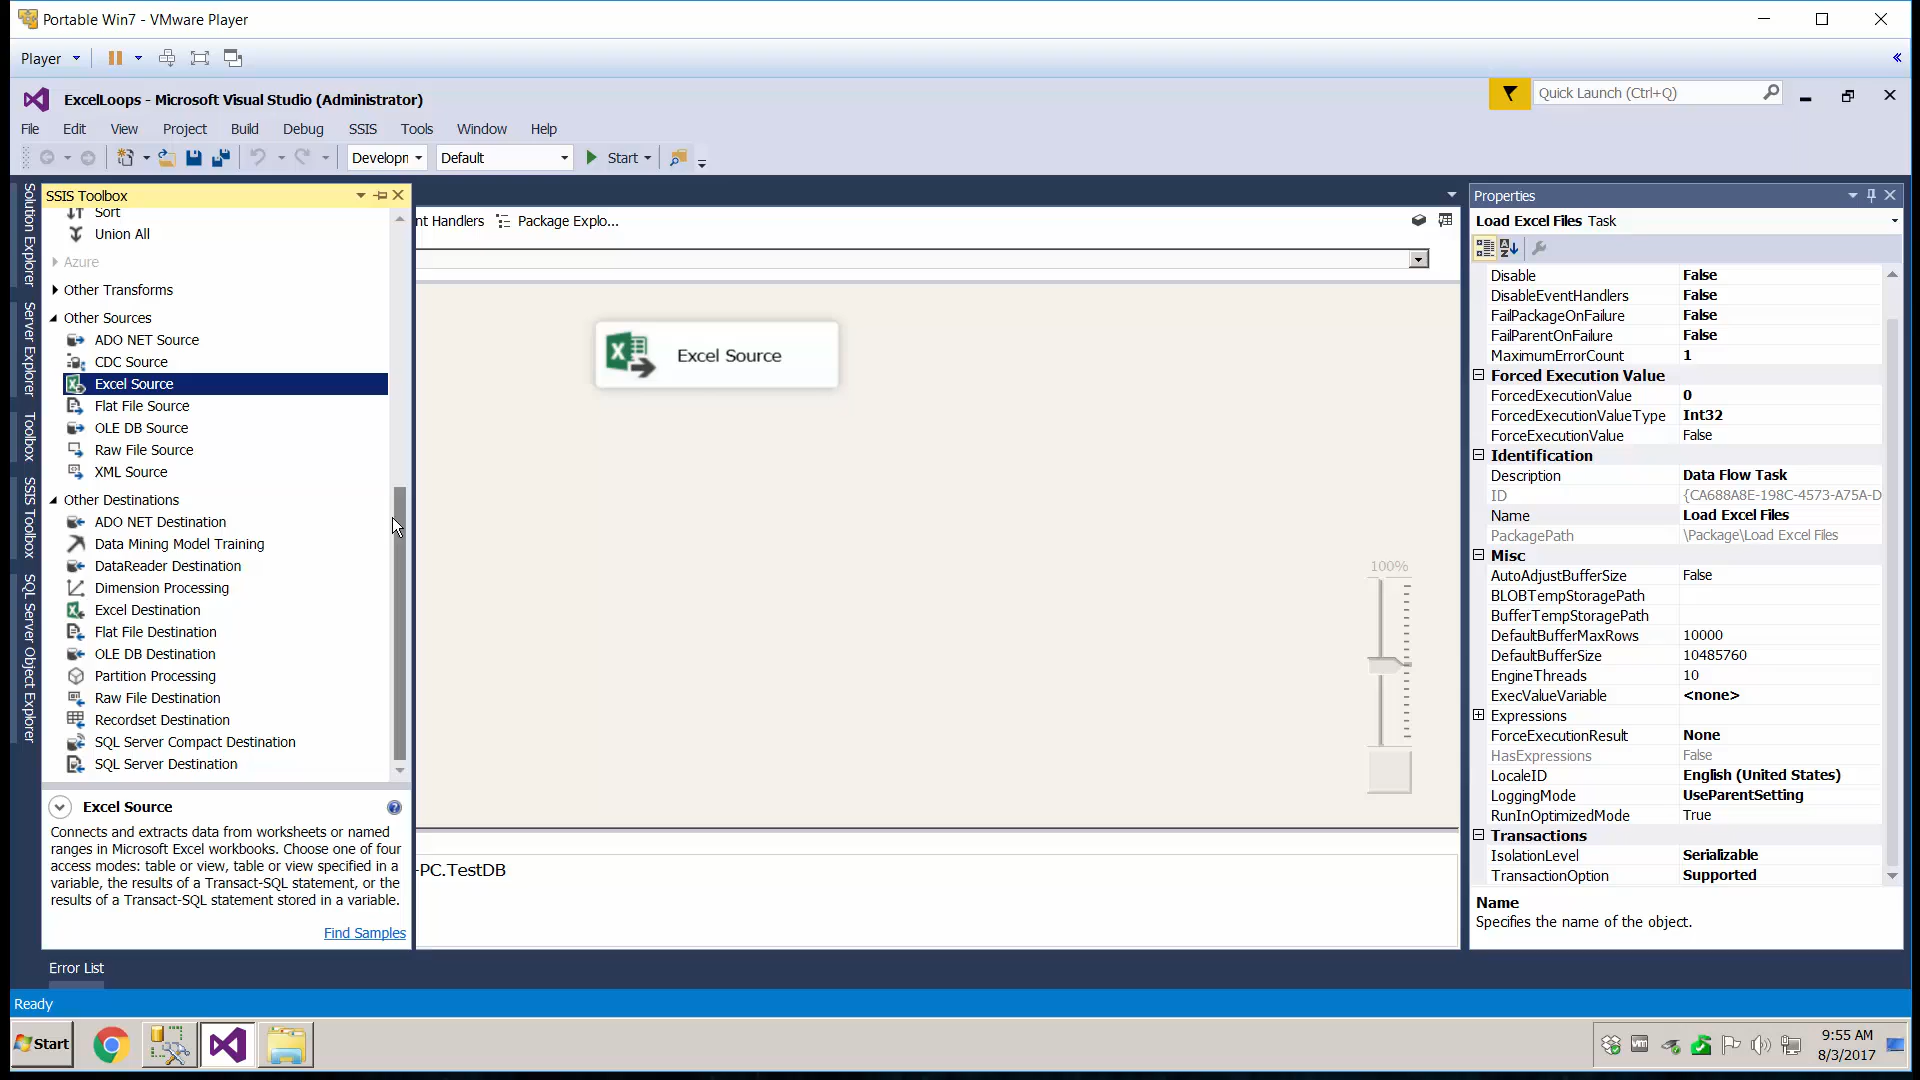 Portable Win7 - VMware Player
Player
ExcelLoops - Microsoft Visual Studio (Administrator)
Quick Launch (Ctrl+Q)
File Edit View Project Build Debug SSIS Tools Window Help
Developn Default Start
Solution Explorer
Server Explorer
Toolbox
SSIS Toolbox
SQL Server Object Explorer
SSIS Toolbox
Sort
Union All
Azure
Other Transforms
Other Sources
ADO NET Source
CDC Source
Excel Source
Flat File Source
OLE DB Source
Raw File Source
XML Source
Other Destinations
ADO NET Destination
Data Mining Model Training
DataReader Destination
Dimension Processing
Excel Destination
Flat File Destination
OLE DB Destination
Partition Processing
Raw File Destination
Recordset Destination
SQL Server Compact Destination
SQL Server Destination
Excel Source
Connects and extracts data from worksheets or named
ranges in Microsoft Excel workbooks. Choose one of four
access modes: table or view, table or view specified in a
variable, the results of a Transact-SQL statement, or the
results of a Transact-SQL statement stored in a variable.
Find Samples
nt Handlers Package Explo...
Excel Source
100%
-PC.TestDB
Properties
Load Excel Files Task
Disable False
DisableEventHandlers False
FailPackageOnFailure False
FailParentOnFailure False
MaximumErrorCount 1
Forced Execution Value
ForcedExecutionValue 0
ForcedExecutionValueType Int32
ForceExecutionValue False
Identification
Description Data Flow Task
ID {CA688A8E-198C-4573-A75A-D
Name Load Excel Files
PackagePath \Package\Load Excel Files
Misc
AutoAdjustBufferSize False
BLOBTempStoragePath
BufferTempStoragePath
DefaultBufferMaxRows 10000
DefaultBufferSize 10485760
EngineThreads 10
ExecValueVariable <none>
Expressions
ForceExecutionResult None
HasExpressions False
LocaleID English (United States)
LoggingMode UseParentSetting
RunInOptimizedMode True
Transactions
IsolationLevel Serializable
TransactionOption Supported
Name
Specifies the name of the object.
Error List
Ready
Start
9:55 AM
8/3/2017